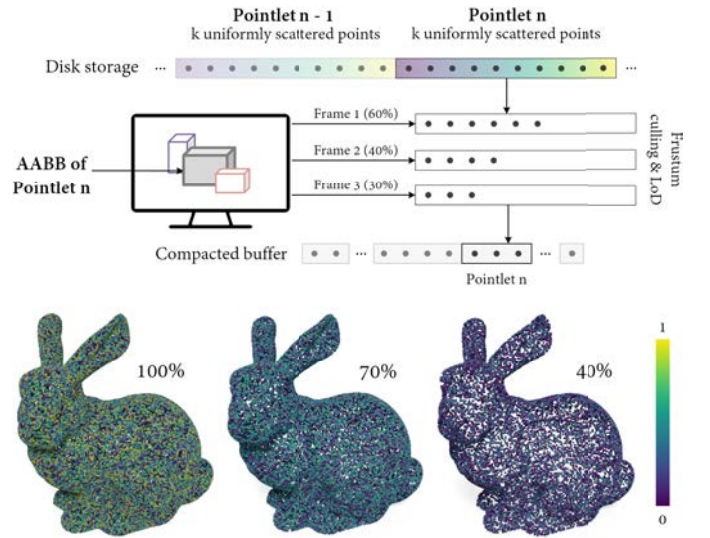 Pointlet n - 1
k uniformly scattered points
Pointlet n
k uniformly scattered points
Disk storage ... ...
Frame 1 (60%)
Frame 2 (40%)
Frame 3 (30%)
AABB of
Pointlet n
Frustum
culling & LoD
Compacted buffer ... ...
Pointlet n
100%
70%
40%
1
0